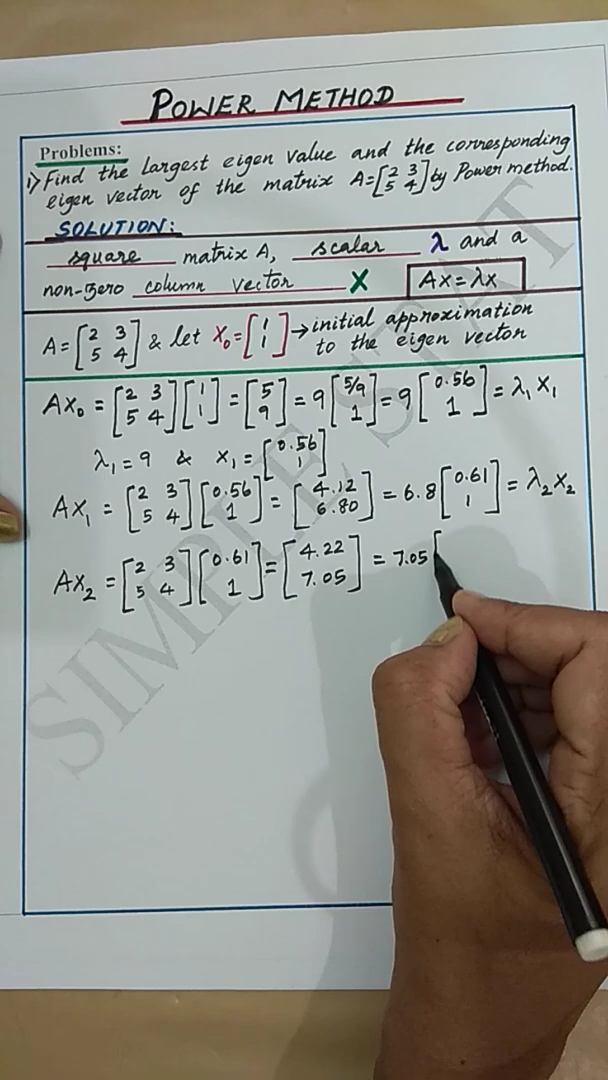 POWER METHOD
Problems:
1) Find the Largest eigen value and the corresponding
eigen vector of the matrix A=[2 3; 5 4] by Power method.
SOLUTION:
square matrix A, scalar λ and a
non-zero column vector X Ax=λx
A=[2 3; 5 4] & let X₀=[1; 1] → initial approximation
to the eigen vector
AX₀ = [2 3; 5 4][1; 1] = [5; 9] = 9[5/9; 1] = 9[0.56; 1] = λ₁X₁
λ₁=9 & X₁=[0.56; 1]
AX₁ = [2 3; 5 4][0.56; 1] = [4.12; 6.80] = 6.8[0.61; 1] = λ₂X₂
AX₂ = [2 3; 5 4][0.61; 1] = [4.22; 7.05] = 7.05[
SIMPLE STAT